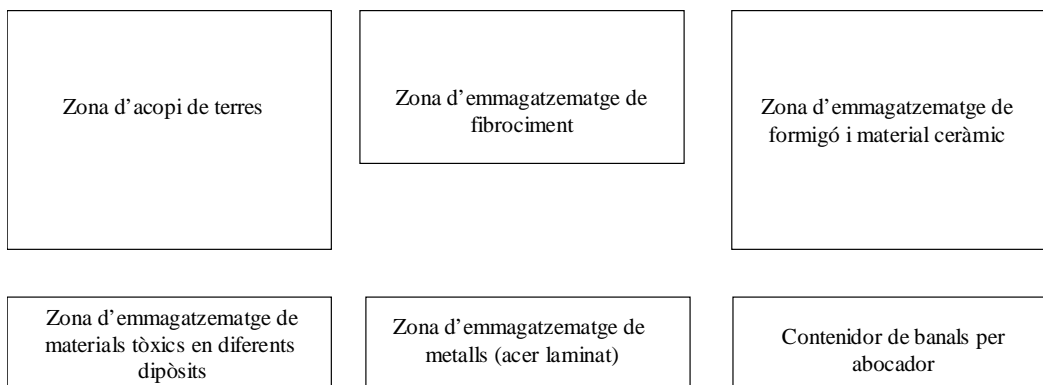 Zona d’acopi de terres
Zona d’emmagatzematge de
fibrociment
Zona d’emmagatzematge de
formigó i material ceràmic
Zona d’emmagatzematge de
materials tòxics en diferents
dipòsits
Zona d’emmagatzematge de
metalls (acer laminat)
Contenidor de banals per
abocador